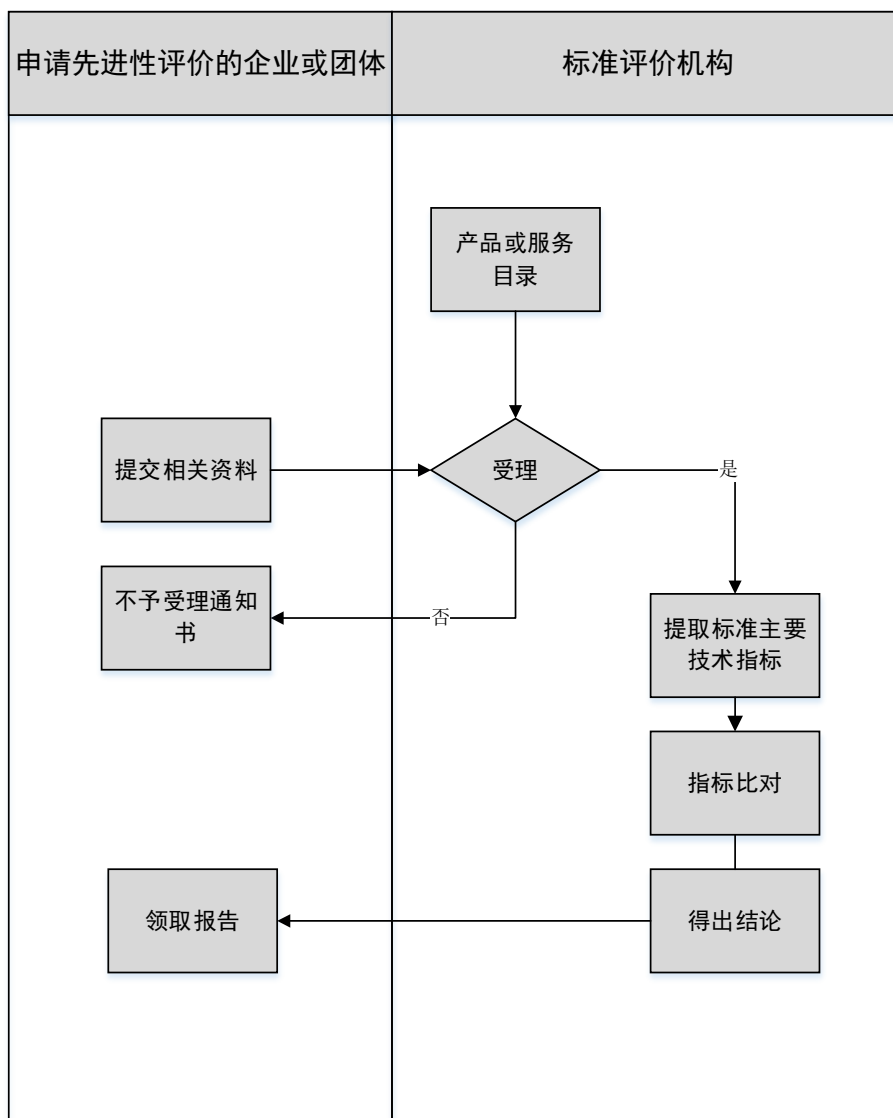 申请先进性评价的企业或团体
标准评价机构
产品或服务
目录
提交相关资料
受理
是
不予受理通知
书
否
提取标准主要
技术指标
指标比对
领取报告
得出结论